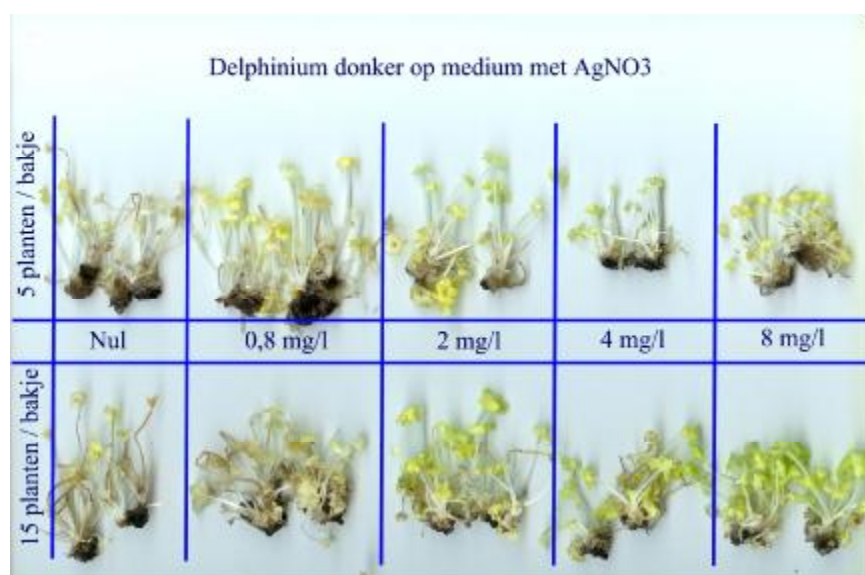 Delphinium donker op medium met AgNO3
5 planten / bakje
Nul 0,8 mg/l 2 mg/l 4 mg/l 8 mg/l
15 planten / bakje